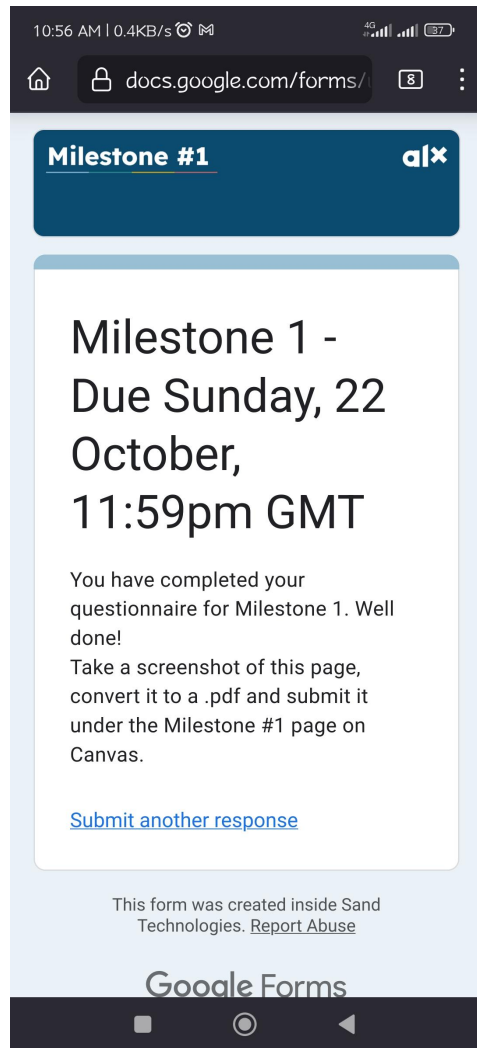 10:56 AM | 0.4KB/s
4G
37
docs.google.com/forms/
8
Milestone #1
alx
Milestone 1 -
Due Sunday, 22
October,
11:59pm GMT
You have completed your
questionnaire for Milestone 1. Well
done!
Take a screenshot of this page,
convert it to a .pdf and submit it
under the Milestone #1 page on
Canvas.
Submit another response
This form was created inside Sand
Technologies. Report Abuse
Google Forms